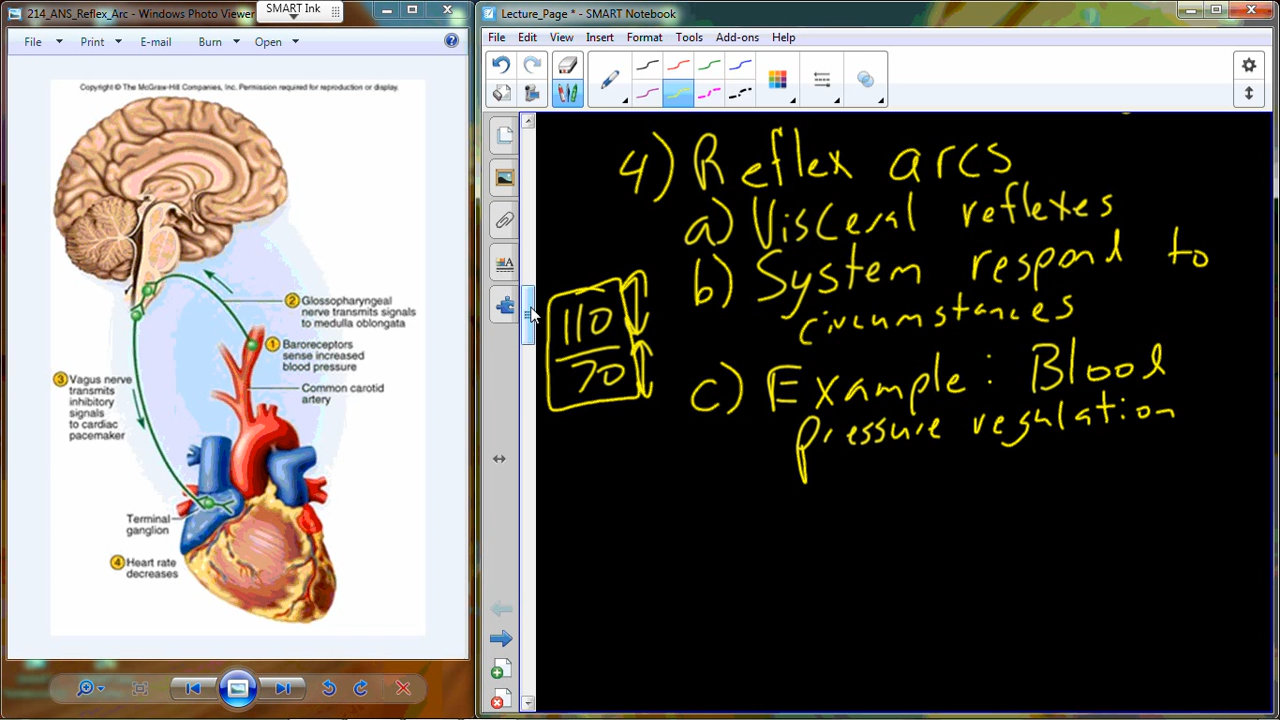 214_ANS_Reflex_Arc - Windows Photo Viewer
SMART Ink
File Print E-mail Burn Open
Copyright © The McGraw-Hill Companies, Inc. Permission required for reproduction or display.
2 Glossopharyngeal
nerve transmits signals
to medulla oblongata
1 Baroreceptors
sense increased
blood pressure
Common carotid
artery
3 Vagus nerve
transmits
inhibitory
signals
to cardiac
pacemaker
Terminal
ganglion
4 Heart rate
decreases
Lecture_Page * - SMART Notebook
File Edit View Insert Format Tools Add-ons Help
4) Reflex arcs
a) Visceral reflexes
b) System respond to
circumstances
110
70
c) Example: Blood
pressure regulation